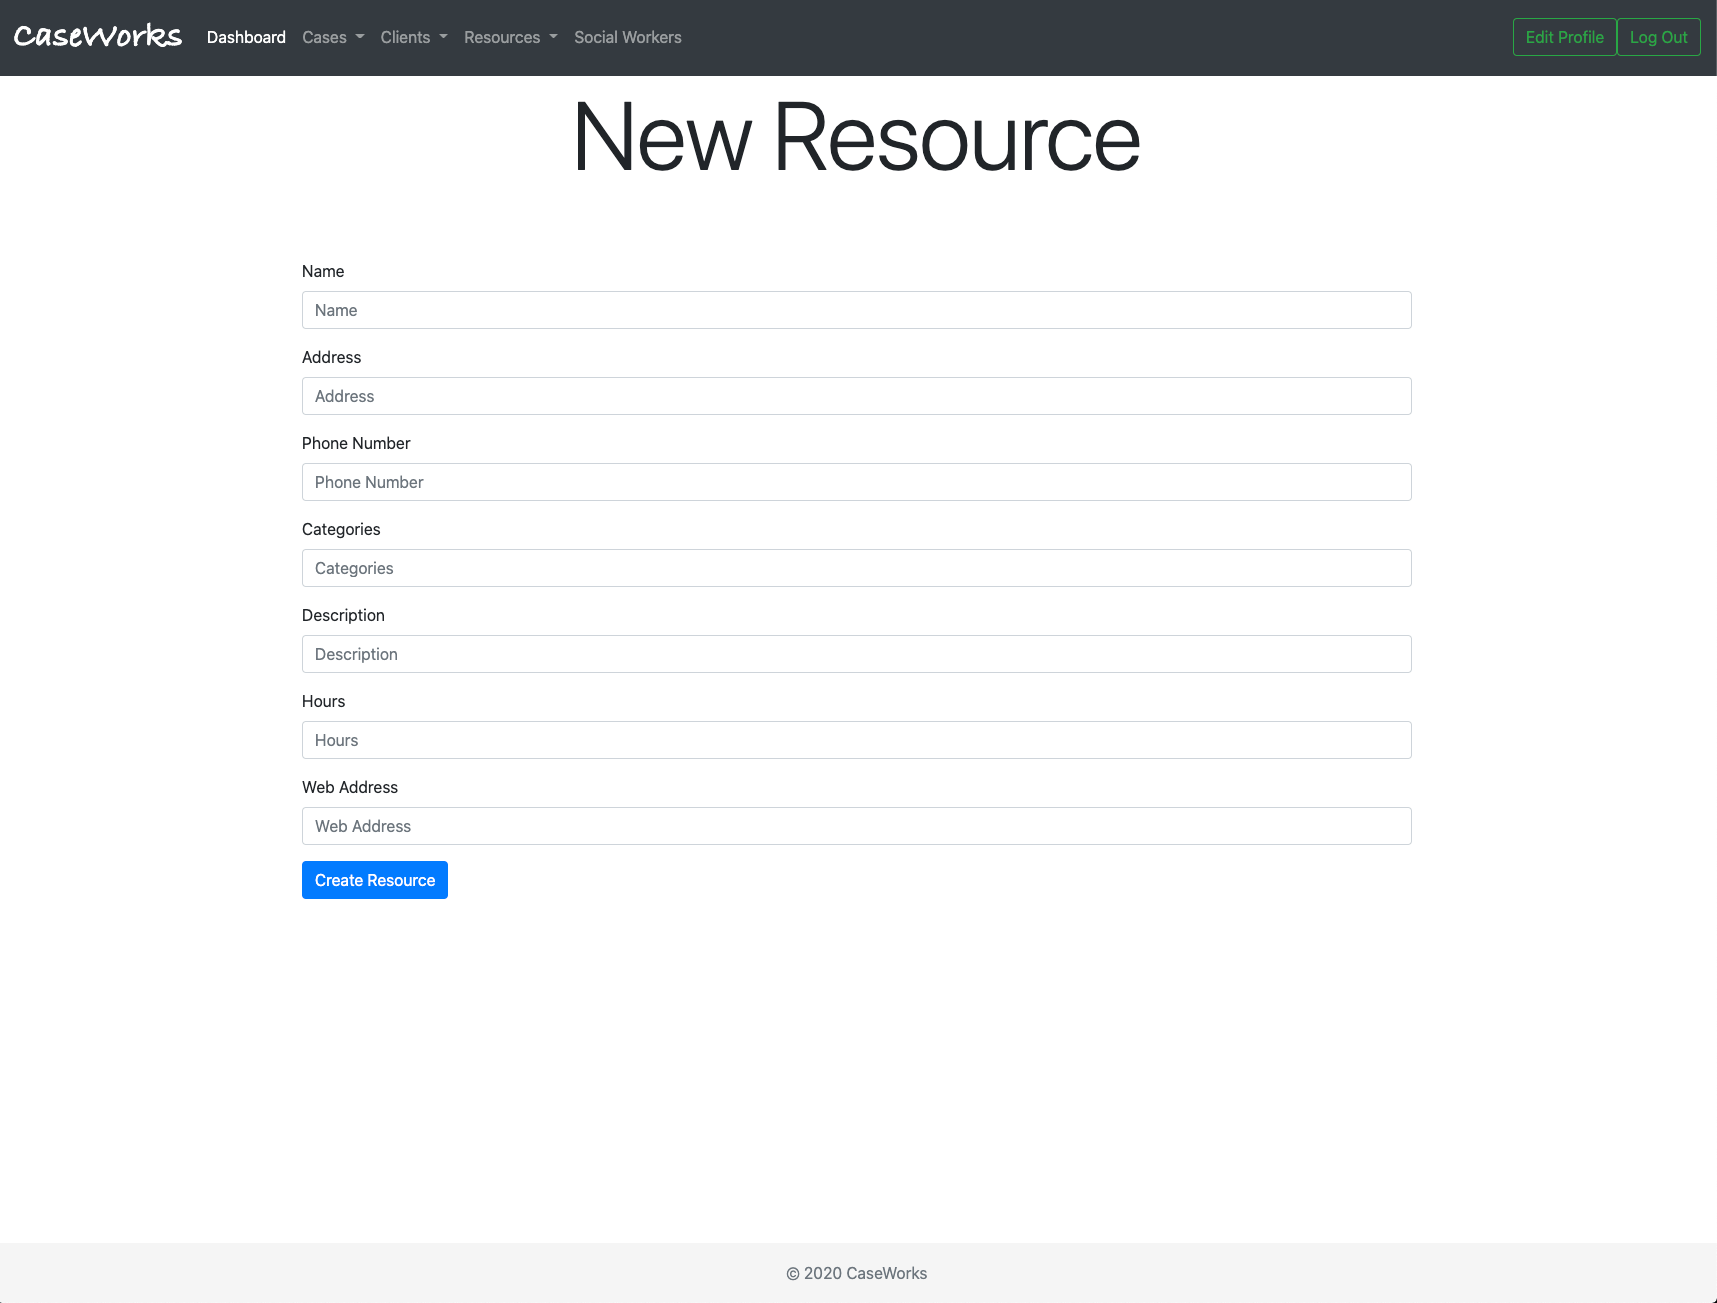 CaseWorks Dashboard Cases Clients Resources Social Workers Edit Profile Log Out
New Resource
Name
Name
Address
Address
Phone Number
Phone Number
Categories
Categories
Description
Description
Hours
Hours
Web Address
Web Address
Create Resource
© 2020 CaseWorks